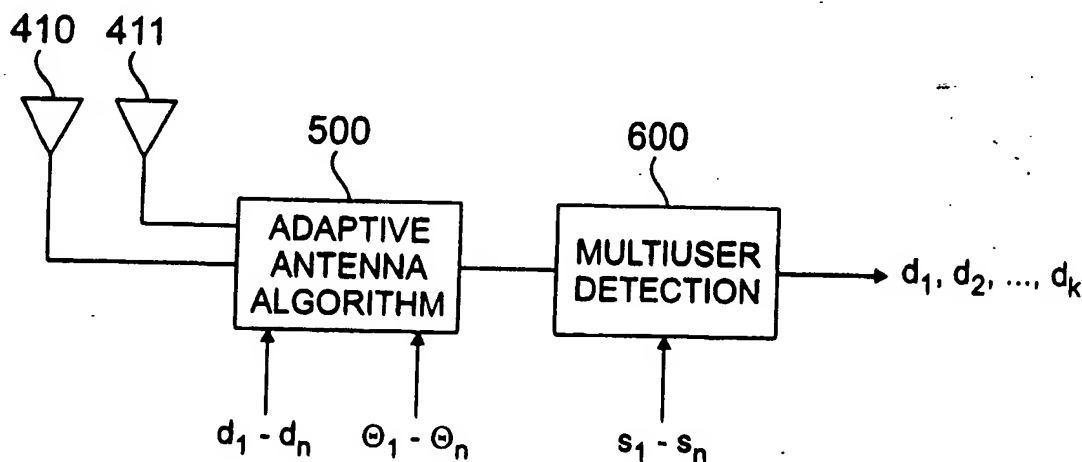 410 411
500
600
ADAPTIVE
ANTENNA
ALGORITHM
MULTIUSER
DETECTION
d₁, d₂, ..., dₖ
d₁ - dₙ Θ₁ - Θₙ
s₁ - sₙ